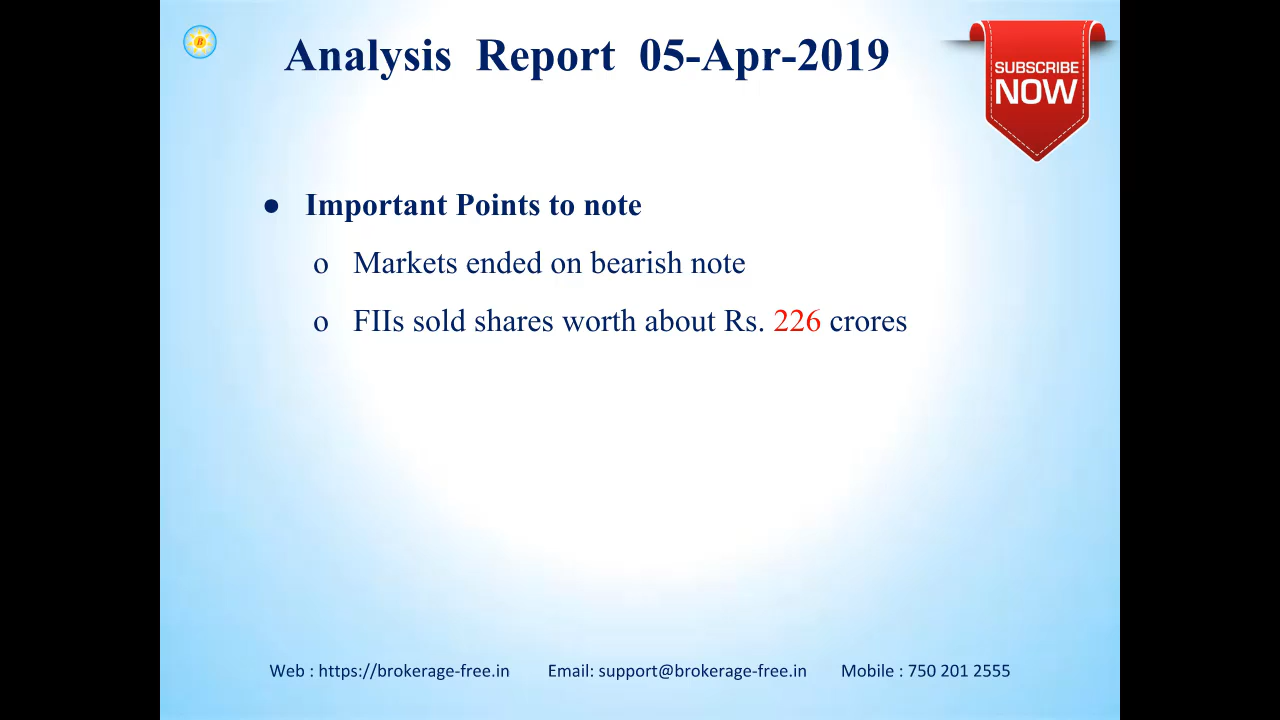 Analysis Report 05-Apr-2019
SUBSCRIBE
NOW
● Important Points to note
o Markets ended on bearish note
o FIIs sold shares worth about Rs. 226 crores
Web : https://brokerage-free.in Email: support@brokerage-free.in Mobile : 750 201 2555